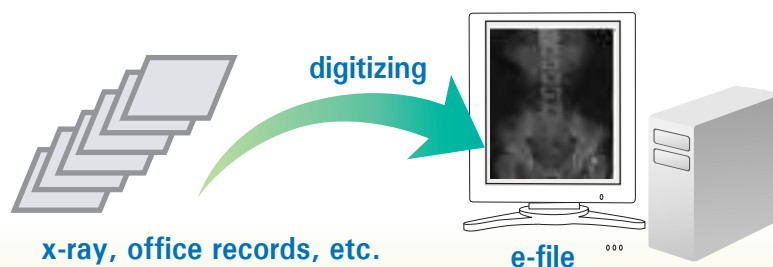 digitizing
x-ray, office records, etc.
e-file